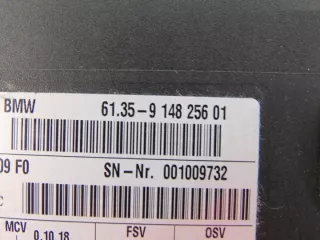 BMW 61.35-9 148 256 01
09 F0 SN-Nr. 001009732
C
MCV FSV OSV
0.10.18